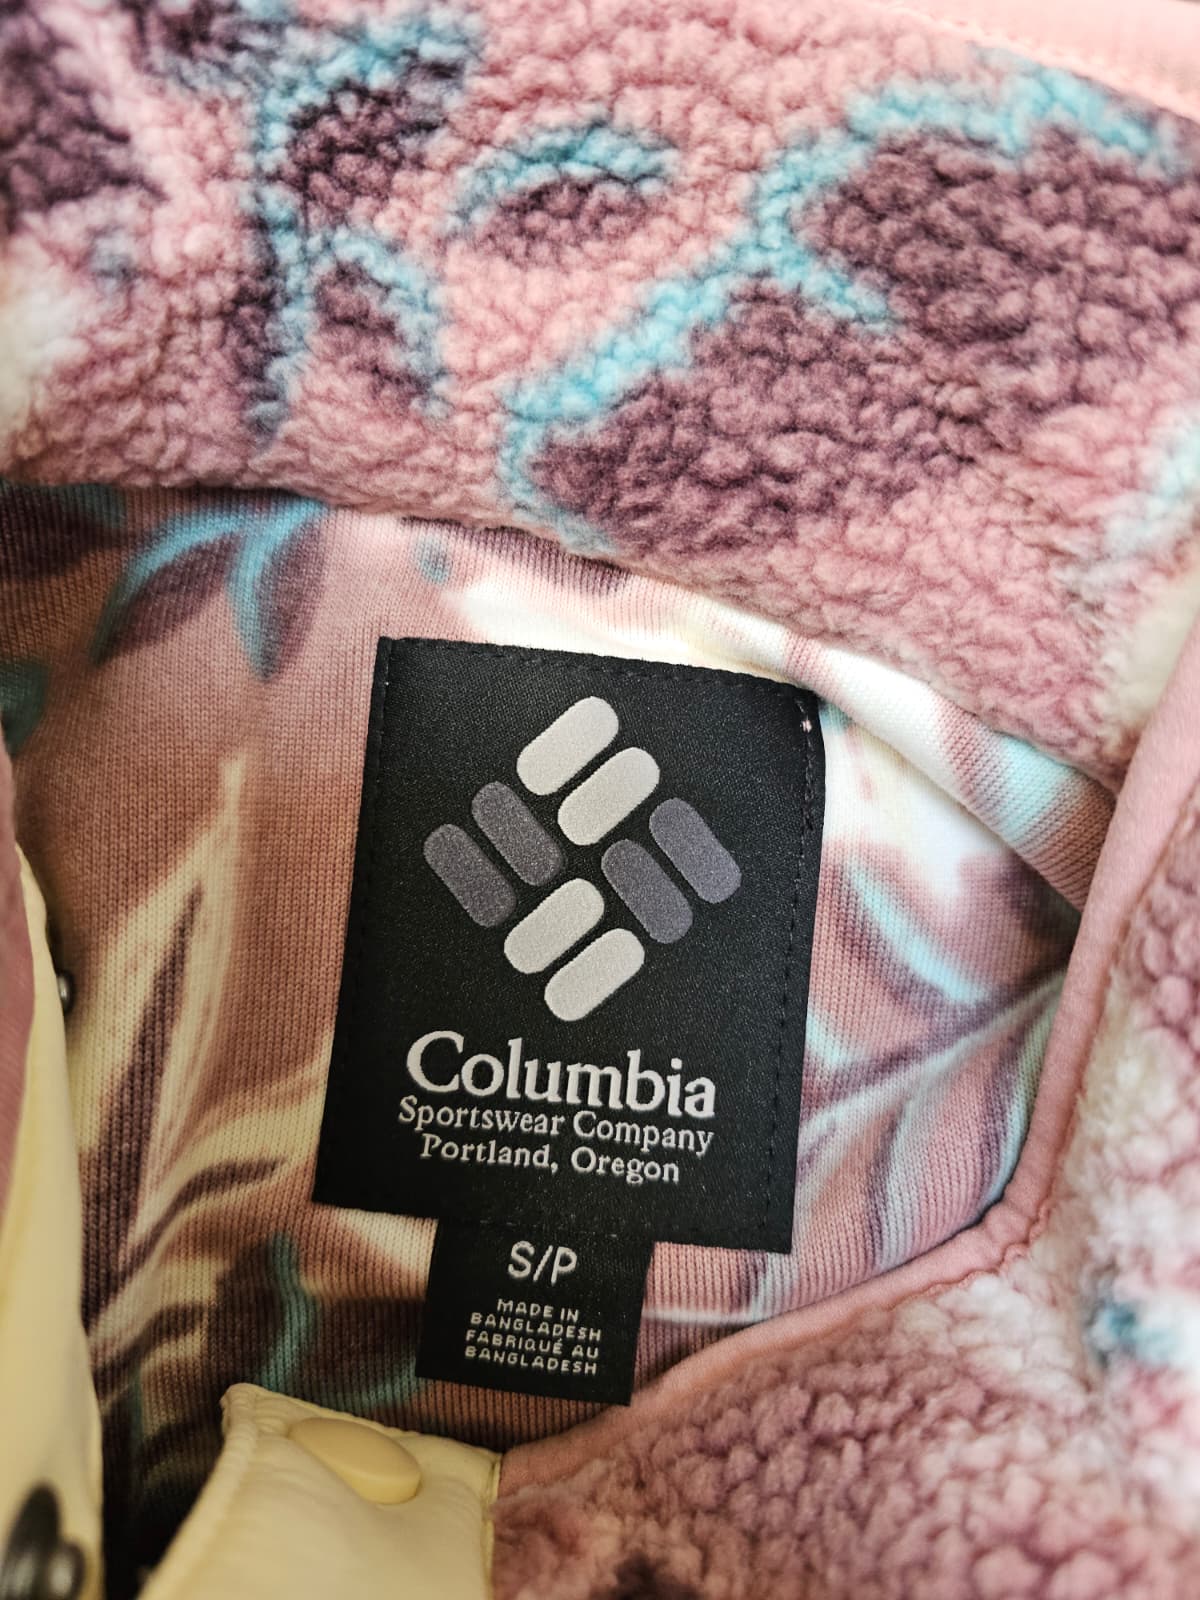 Columbia
Sportswear Company
Portland, Oregon
S/P
MADE IN
BANGLADESH
FABRIQUÉ AU
BANGLADESH